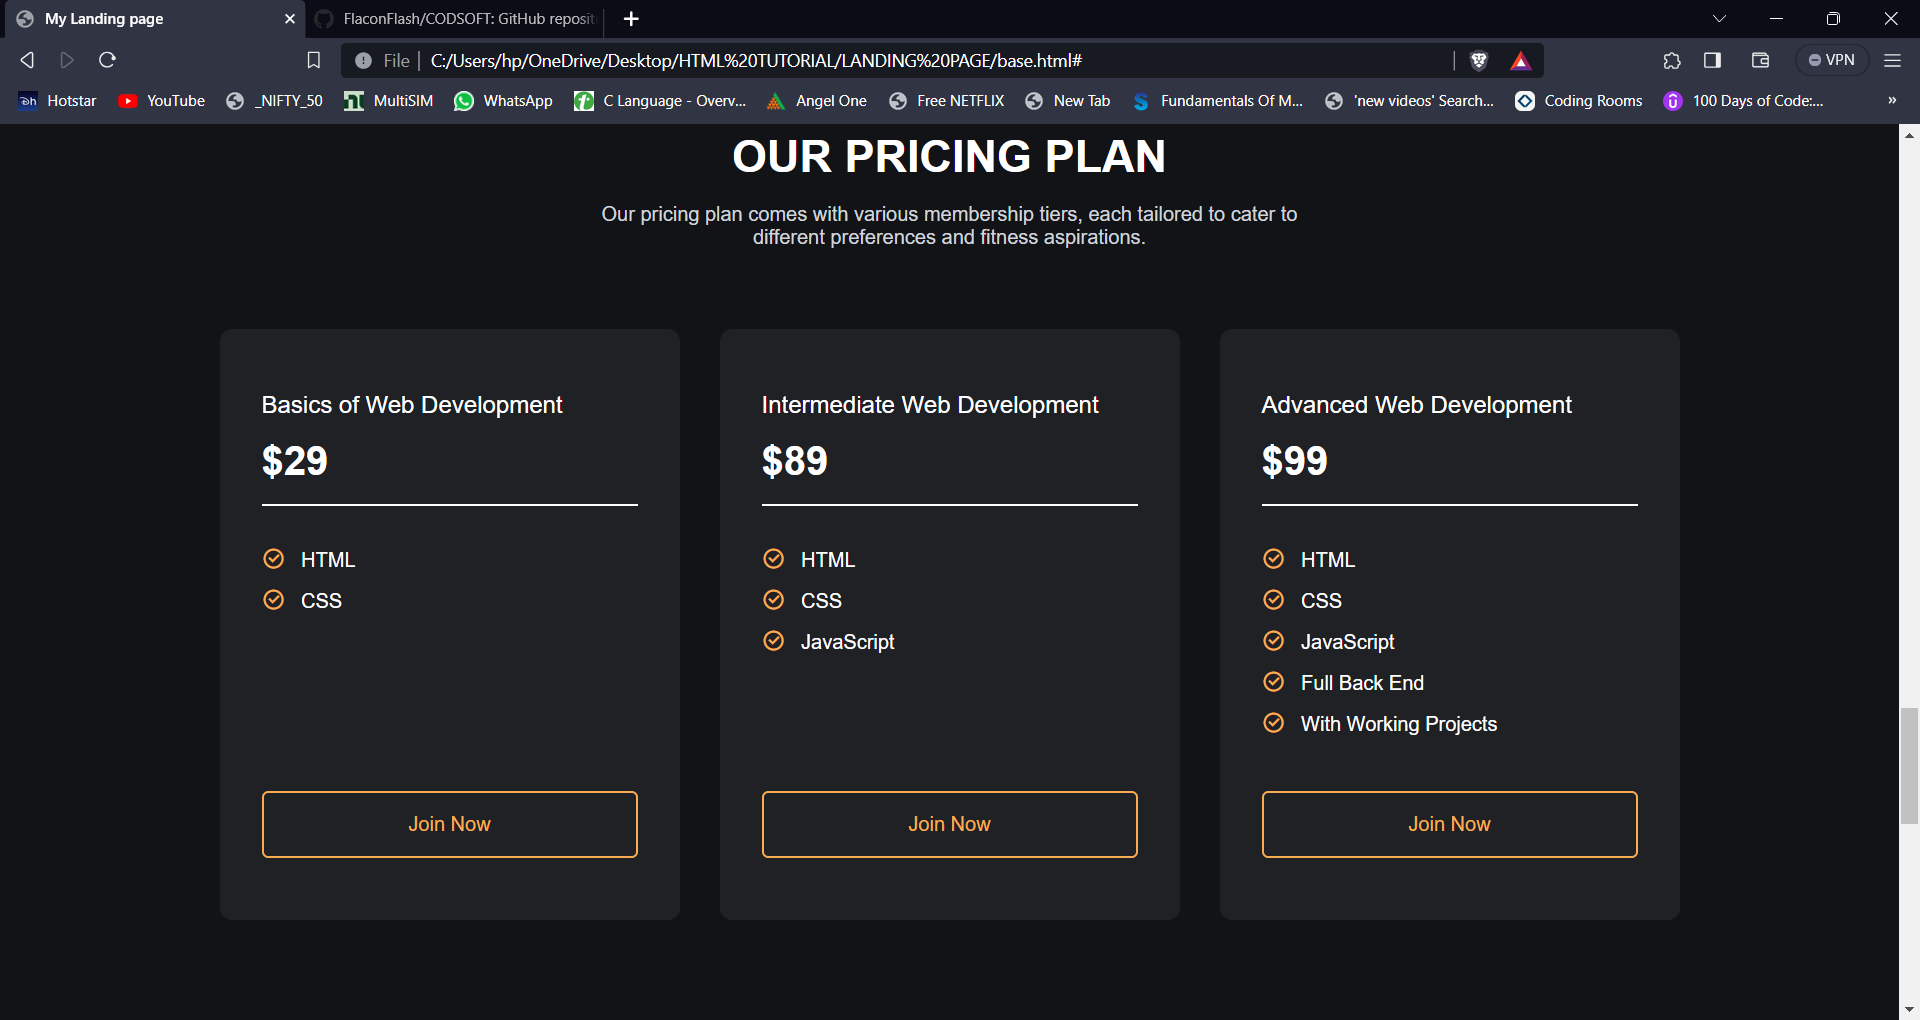 My Landing page
FlaconFlash/CODSOFT: GitHub reposit
File
C:/Users/hp/OneDrive/Desktop/HTML%20TUTORIAL/LANDING%20PAGE/base.html#
VPN
Hotstar
YouTube
_NIFTY_50
MultiSIM
WhatsApp
C Language - Overv...
Angel One
Free NETFLIX
New Tab
Fundamentals Of M...
'new videos' Search...
Coding Rooms
100 Days of Code:...
»
OUR PRICING PLAN
Our pricing plan comes with various membership tiers, each tailored to cater to
different preferences and fitness aspirations.
Basics of Web Development
$29
HTML
CSS
Join Now
Intermediate Web Development
$89
HTML
CSS
JavaScript
Join Now
Advanced Web Development
$99
HTML
CSS
JavaScript
Full Back End
With Working Projects
Join Now